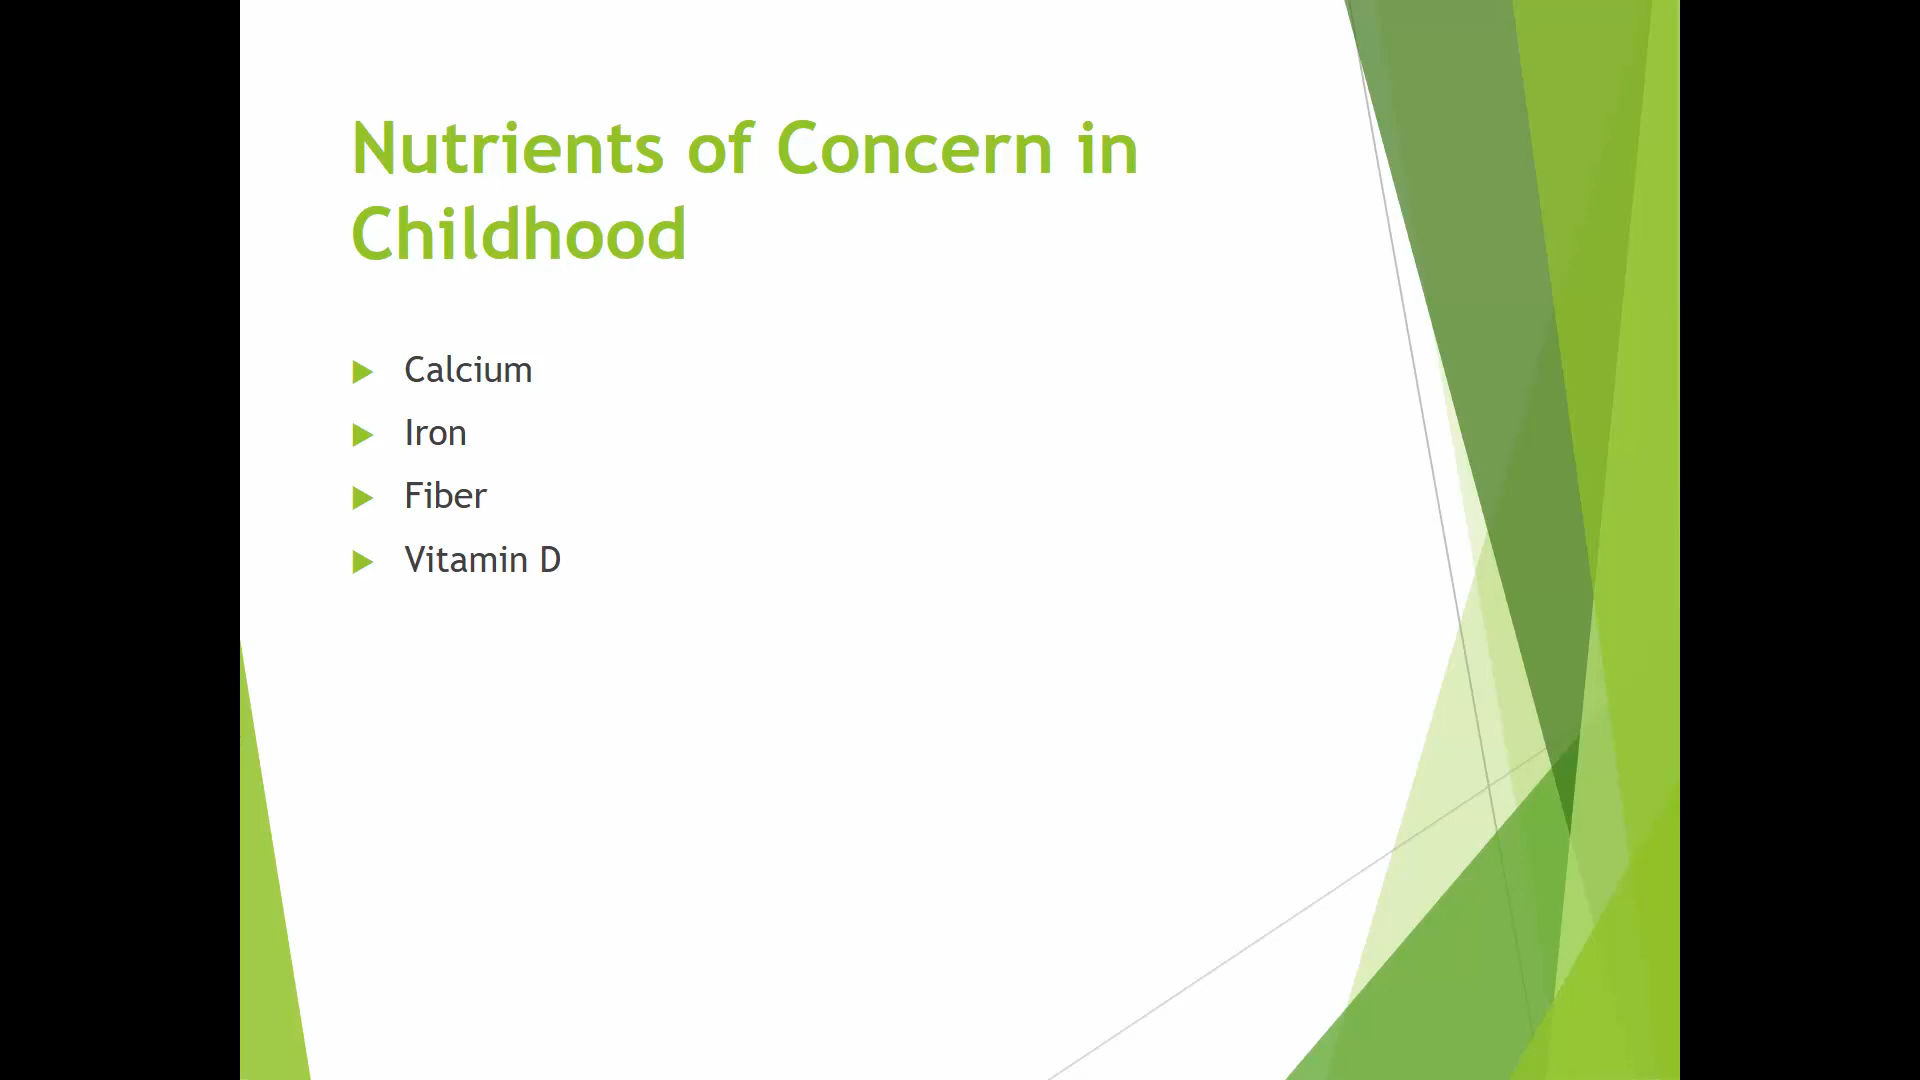 Nutrients of Concern in
Childhood
Calcium
Iron
Fiber
Vitamin D